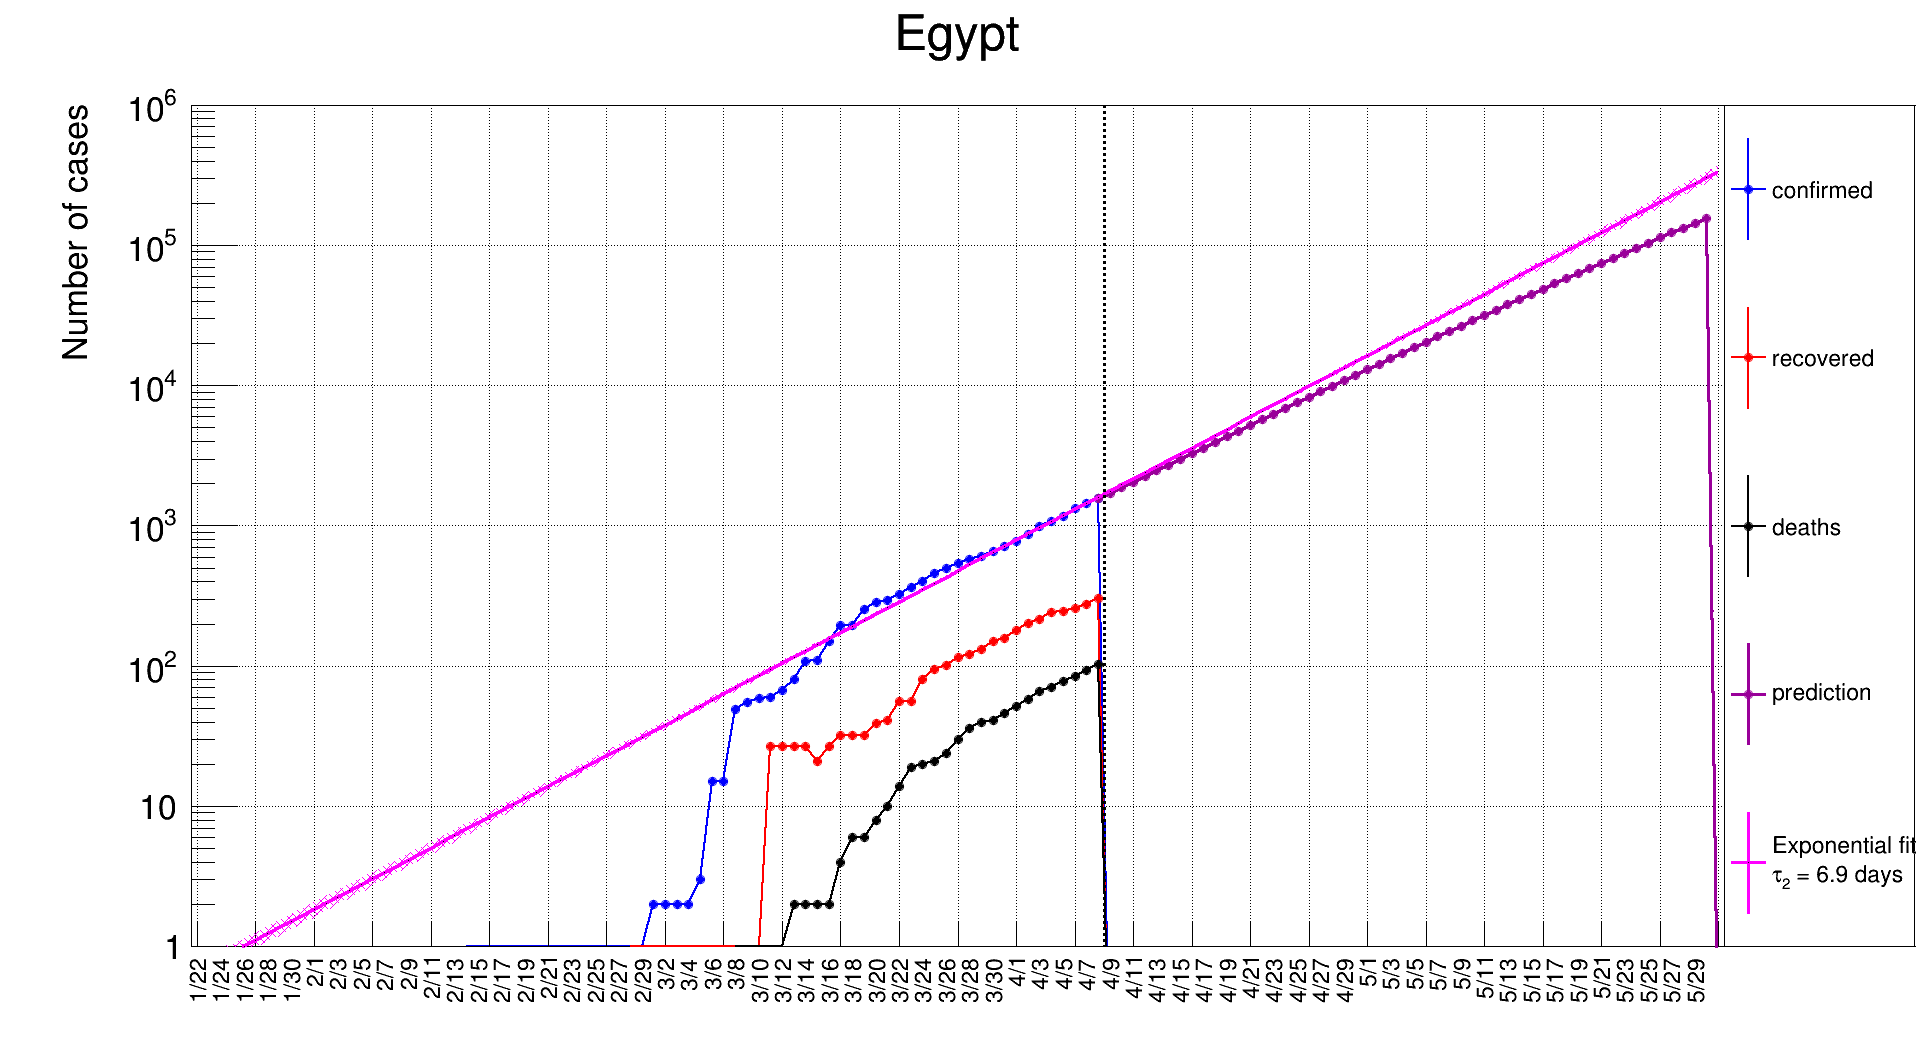 Egypt
Number of cases
10^6
10^5
10^4
10^3
10^2
10
1
1/22 1/24 1/26 1/28 1/30 2/1 2/3 2/5 2/7 2/9 2/11 2/13 2/15 2/17 2/19 2/21 2/23 2/25 2/27 2/29 3/2 3/4 3/6 3/8 3/10 3/12 3/14 3/16 3/18 3/20 3/22 3/24 3/26 3/28 3/30 4/1 4/3 4/5 4/7 4/9 4/11 4/13 4/15 4/17 4/19 4/21 4/23 4/25 4/27 4/29 5/1 5/3 5/5 5/7 5/9 5/11 5/13 5/15 5/17 5/19 5/21 5/23 5/25 5/27 5/29
confirmed
recovered
deaths
prediction
Exponential fit
τ₂ = 6.9 days